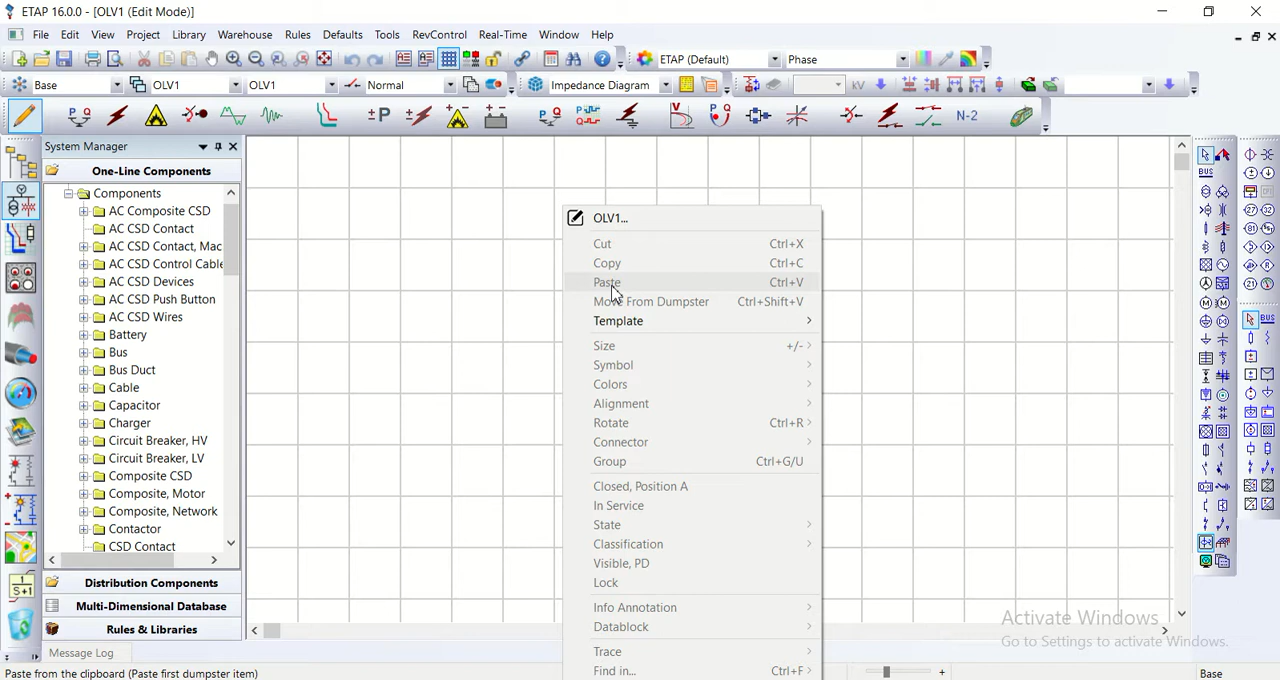 ETAP 16.0.0 - [OLV1 (Edit Mode)]
File Edit View Project Library Warehouse Rules Defaults Tools RevControl Real-Time Window Help
ETAP (Default) Phase
Base OLV1 OLV1 Normal Impedance Diagram kV
N-2
System Manager
One-Line Components
Components
AC Composite CSD
AC CSD Contact
AC CSD Contact, Mac
AC CSD Control Cable
AC CSD Devices
AC CSD Push Button
AC CSD Wires
Battery
Bus
Bus Duct
Cable
Capacitor
Charger
Circuit Breaker, HV
Circuit Breaker, LV
Composite CSD
Composite, Motor
Composite, Network
Contactor
CSD Contact
Distribution Components
Multi-Dimensional Database
Rules & Libraries
Message Log
Paste from the clipboard (Paste first dumpster item)
OLV1...
Cut Ctrl+X
Copy Ctrl+C
Paste Ctrl+V
Move From Dumpster Ctrl+Shift+V
Template
Size +/-
Symbol
Colors
Alignment
Rotate Ctrl+R
Connector
Group Ctrl+G/U
Closed, Position A
In Service
State
Classification
Visible, PD
Lock
Info Annotation
Datablock
Trace
Find in... Ctrl+F
BUS
BUS
Activate Windows
Go to Settings to activate Windows.
Base